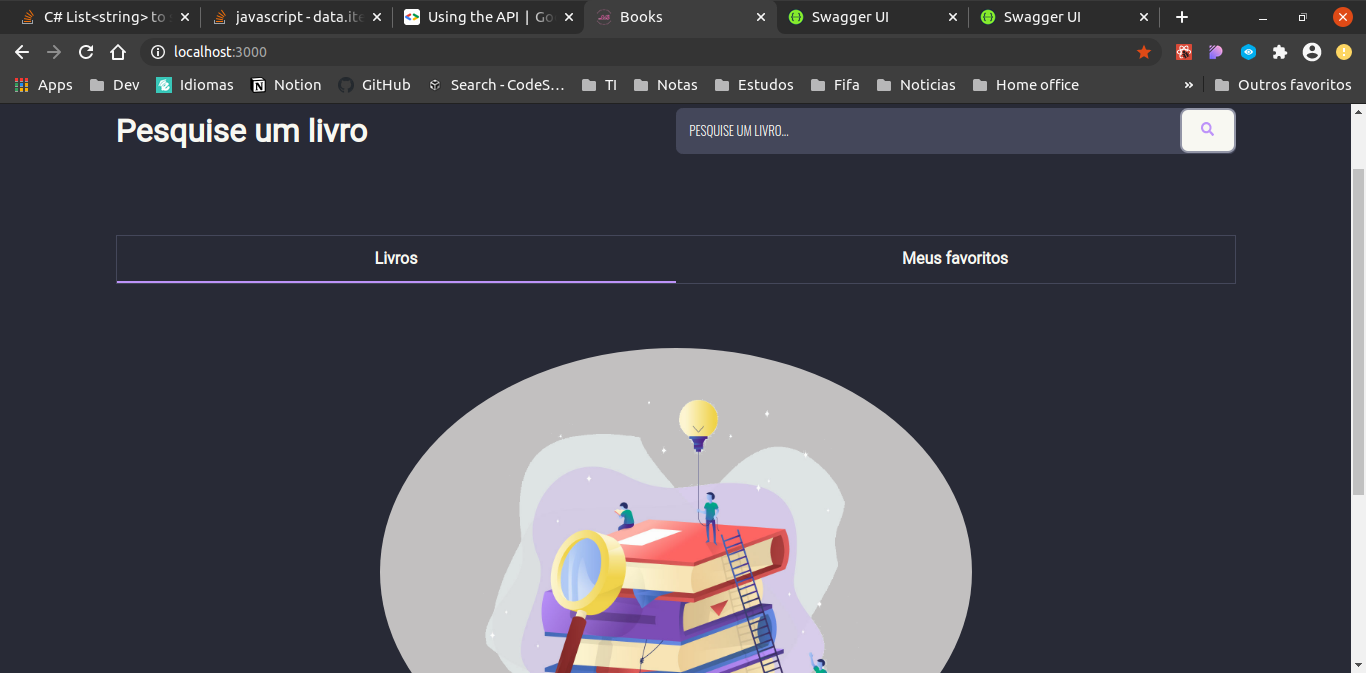 C# List<string> to
javascript - data.ite
Using the API | Go
Books
Swagger UI
Swagger UI
localhost:3000
Apps
Dev
Idiomas
Notion
GitHub
Search - CodeS...
TI
Notas
Estudos
Fifa
Noticias
Home office
»
Outros favoritos
Pesquise um livro
PESQUISE UM LIVRO...
Livros
Meus favoritos